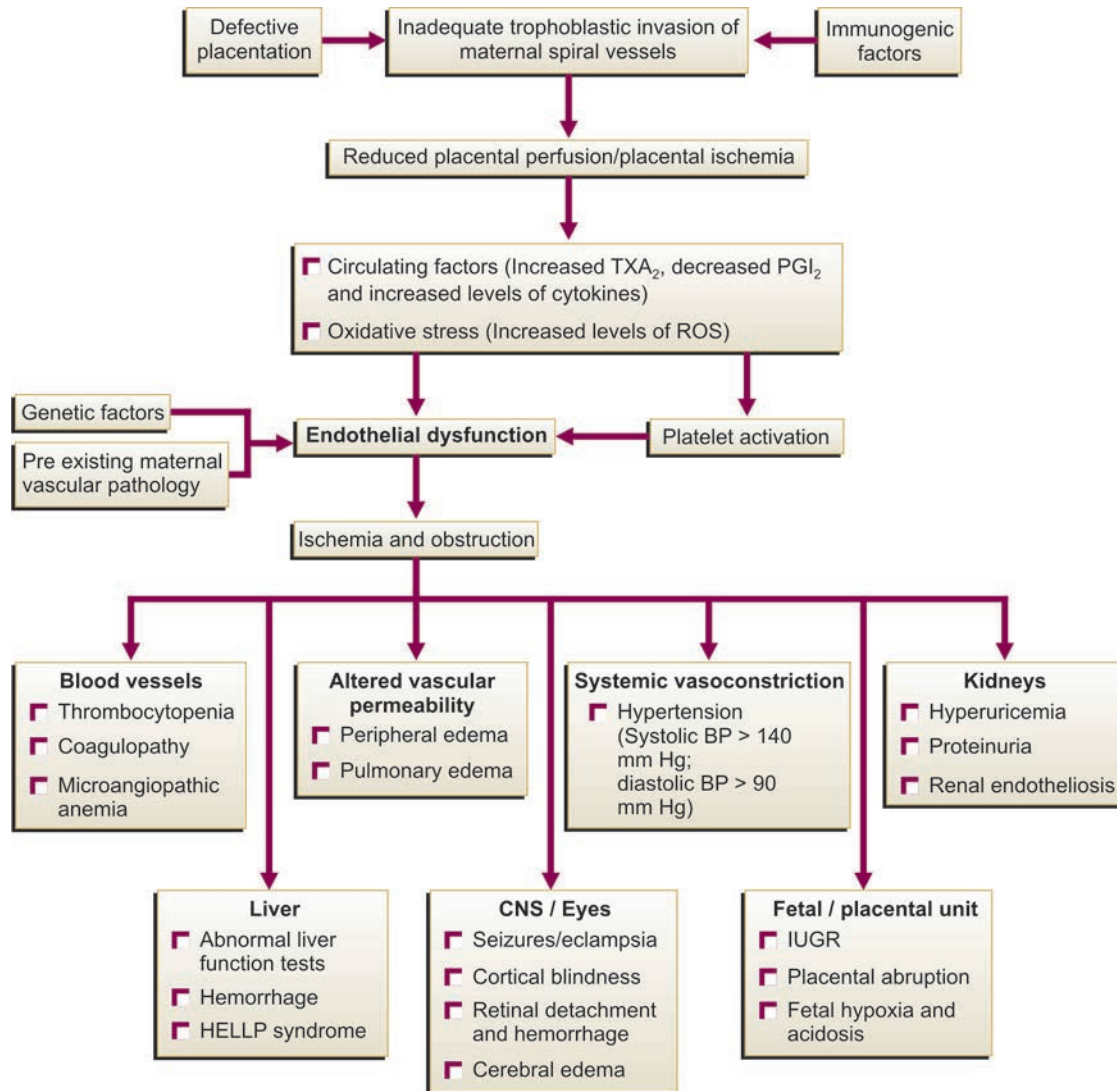 Defective
placentation
Inadequate trophoblastic invasion of
maternal spiral vessels
Immunogenic
factors
Reduced placental perfusion/placental ischemia
Circulating factors (Increased TXA₂, decreased PGI₂
and increased levels of cytokines)
Oxidative stress (Increased levels of ROS)
Genetic factors
Pre existing maternal
vascular pathology
Endothelial dysfunction
Platelet activation
Ischemia and obstruction
Blood vessels
Thrombocytopenia
Coagulopathy
Microangiopathic
anemia
Altered vascular
permeability
Peripheral edema
Pulmonary edema
Systemic vasoconstriction
Hypertension
(Systolic BP > 140
mm Hg;
diastolic BP > 90
mm Hg)
Kidneys
Hyperuricemia
Proteinuria
Renal endotheliosis
Liver
Abnormal liver
function tests
Hemorrhage
HELLP syndrome
CNS / Eyes
Seizures/eclampsia
Cortical blindness
Retinal detachment
and hemorrhage
Cerebral edema
Fetal / placental unit
IUGR
Placental abruption
Fetal hypoxia and
acidosis